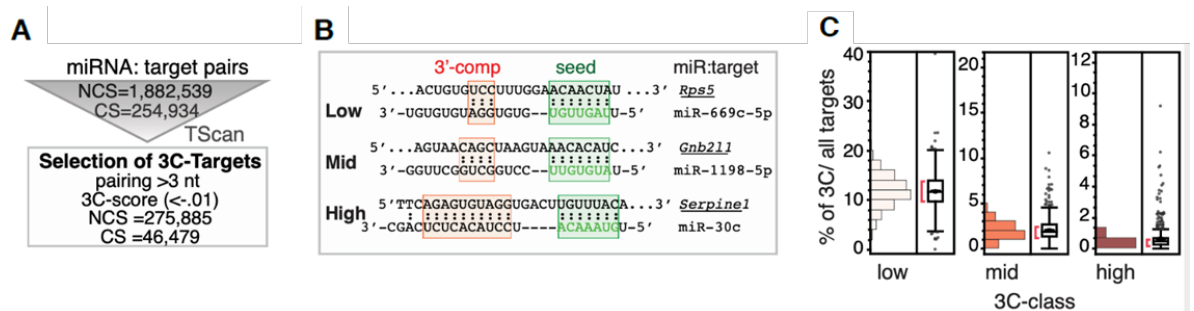 A
miRNA: target pairs
NCS=1,882,539
CS=254,934
TScan
Selection of 3C-Targets
pairing >3 nt
3C-score (<-.01)
NCS =275,885
CS =46,479
B
3'-comp seed miR:target
5'...ACUGUGUCCUUUGGAACAACUAU ...3' Rps5
Low
3'-UGUGUGUAGGUGUG--UGUUGAUU-5' miR-669c-5p
5'...AGUAACAGCUAAGUAAACACAUC...3' Gnb2l1
Mid
3'-GGUUCGGUCGGUCC--UUGUGUAU-5' miR-1198-5p
5'TTCAGAGUGUAGGUGACUUGUUUACA...3' Serpine1
High
3'-CGACUCUCACAUCCU----ACAAAUGU-5' miR-30c
C
% of 3C/ all targets
40
30
20
10
0
20
15
10
5
0
12
10
8
6
4
2
0
low mid high
3C-class